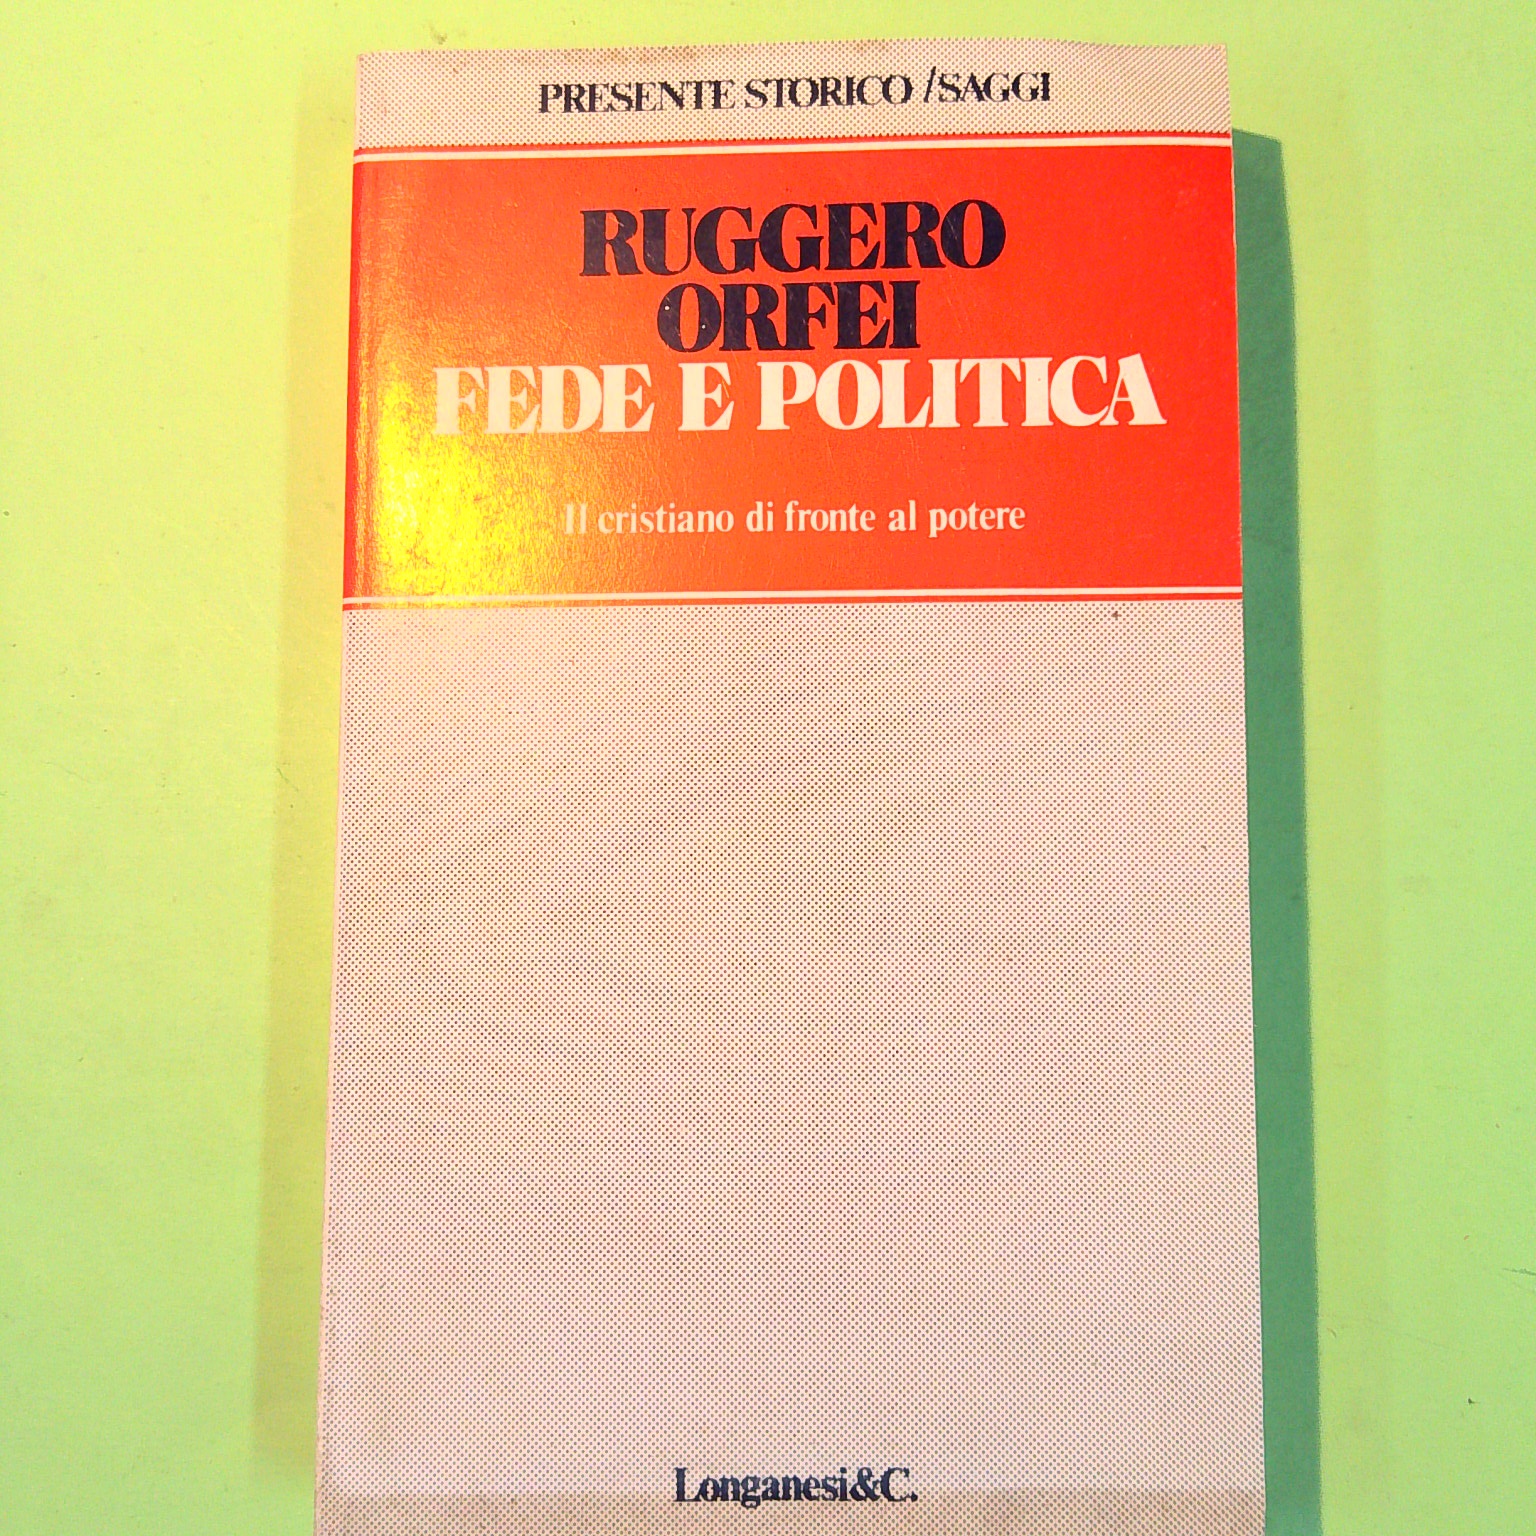 PRESENTE STORICO / SAGGI
RUGGERO
ORFEI
FEDE E POLITICA
Il cristiano di fronte al potere
Longanesi & C.